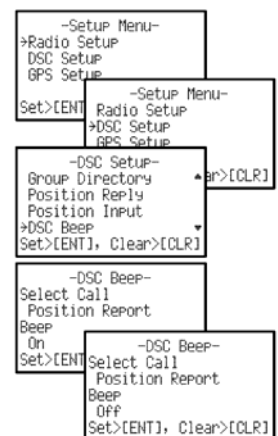 -Setup Menu-
→Radio Setup
DSC Setup
GPS Setup
Set>[ENT]
-Setup Menu-
Radio Setup
→DSC Setup
GPS Setup
ar>[CLR]
-DSC Setup-
Group Directory ▲
Position Reply
Position Input
→DSC Beep ▼
Set>[ENT], Clear>[CLR]
-DSC Beep-
Select Call
Position Report
Beep
On
Set>[ENT
-DSC Beep-
Select Call
Position Report
Beep
Off
Set>[ENT], Clear>[CLR]